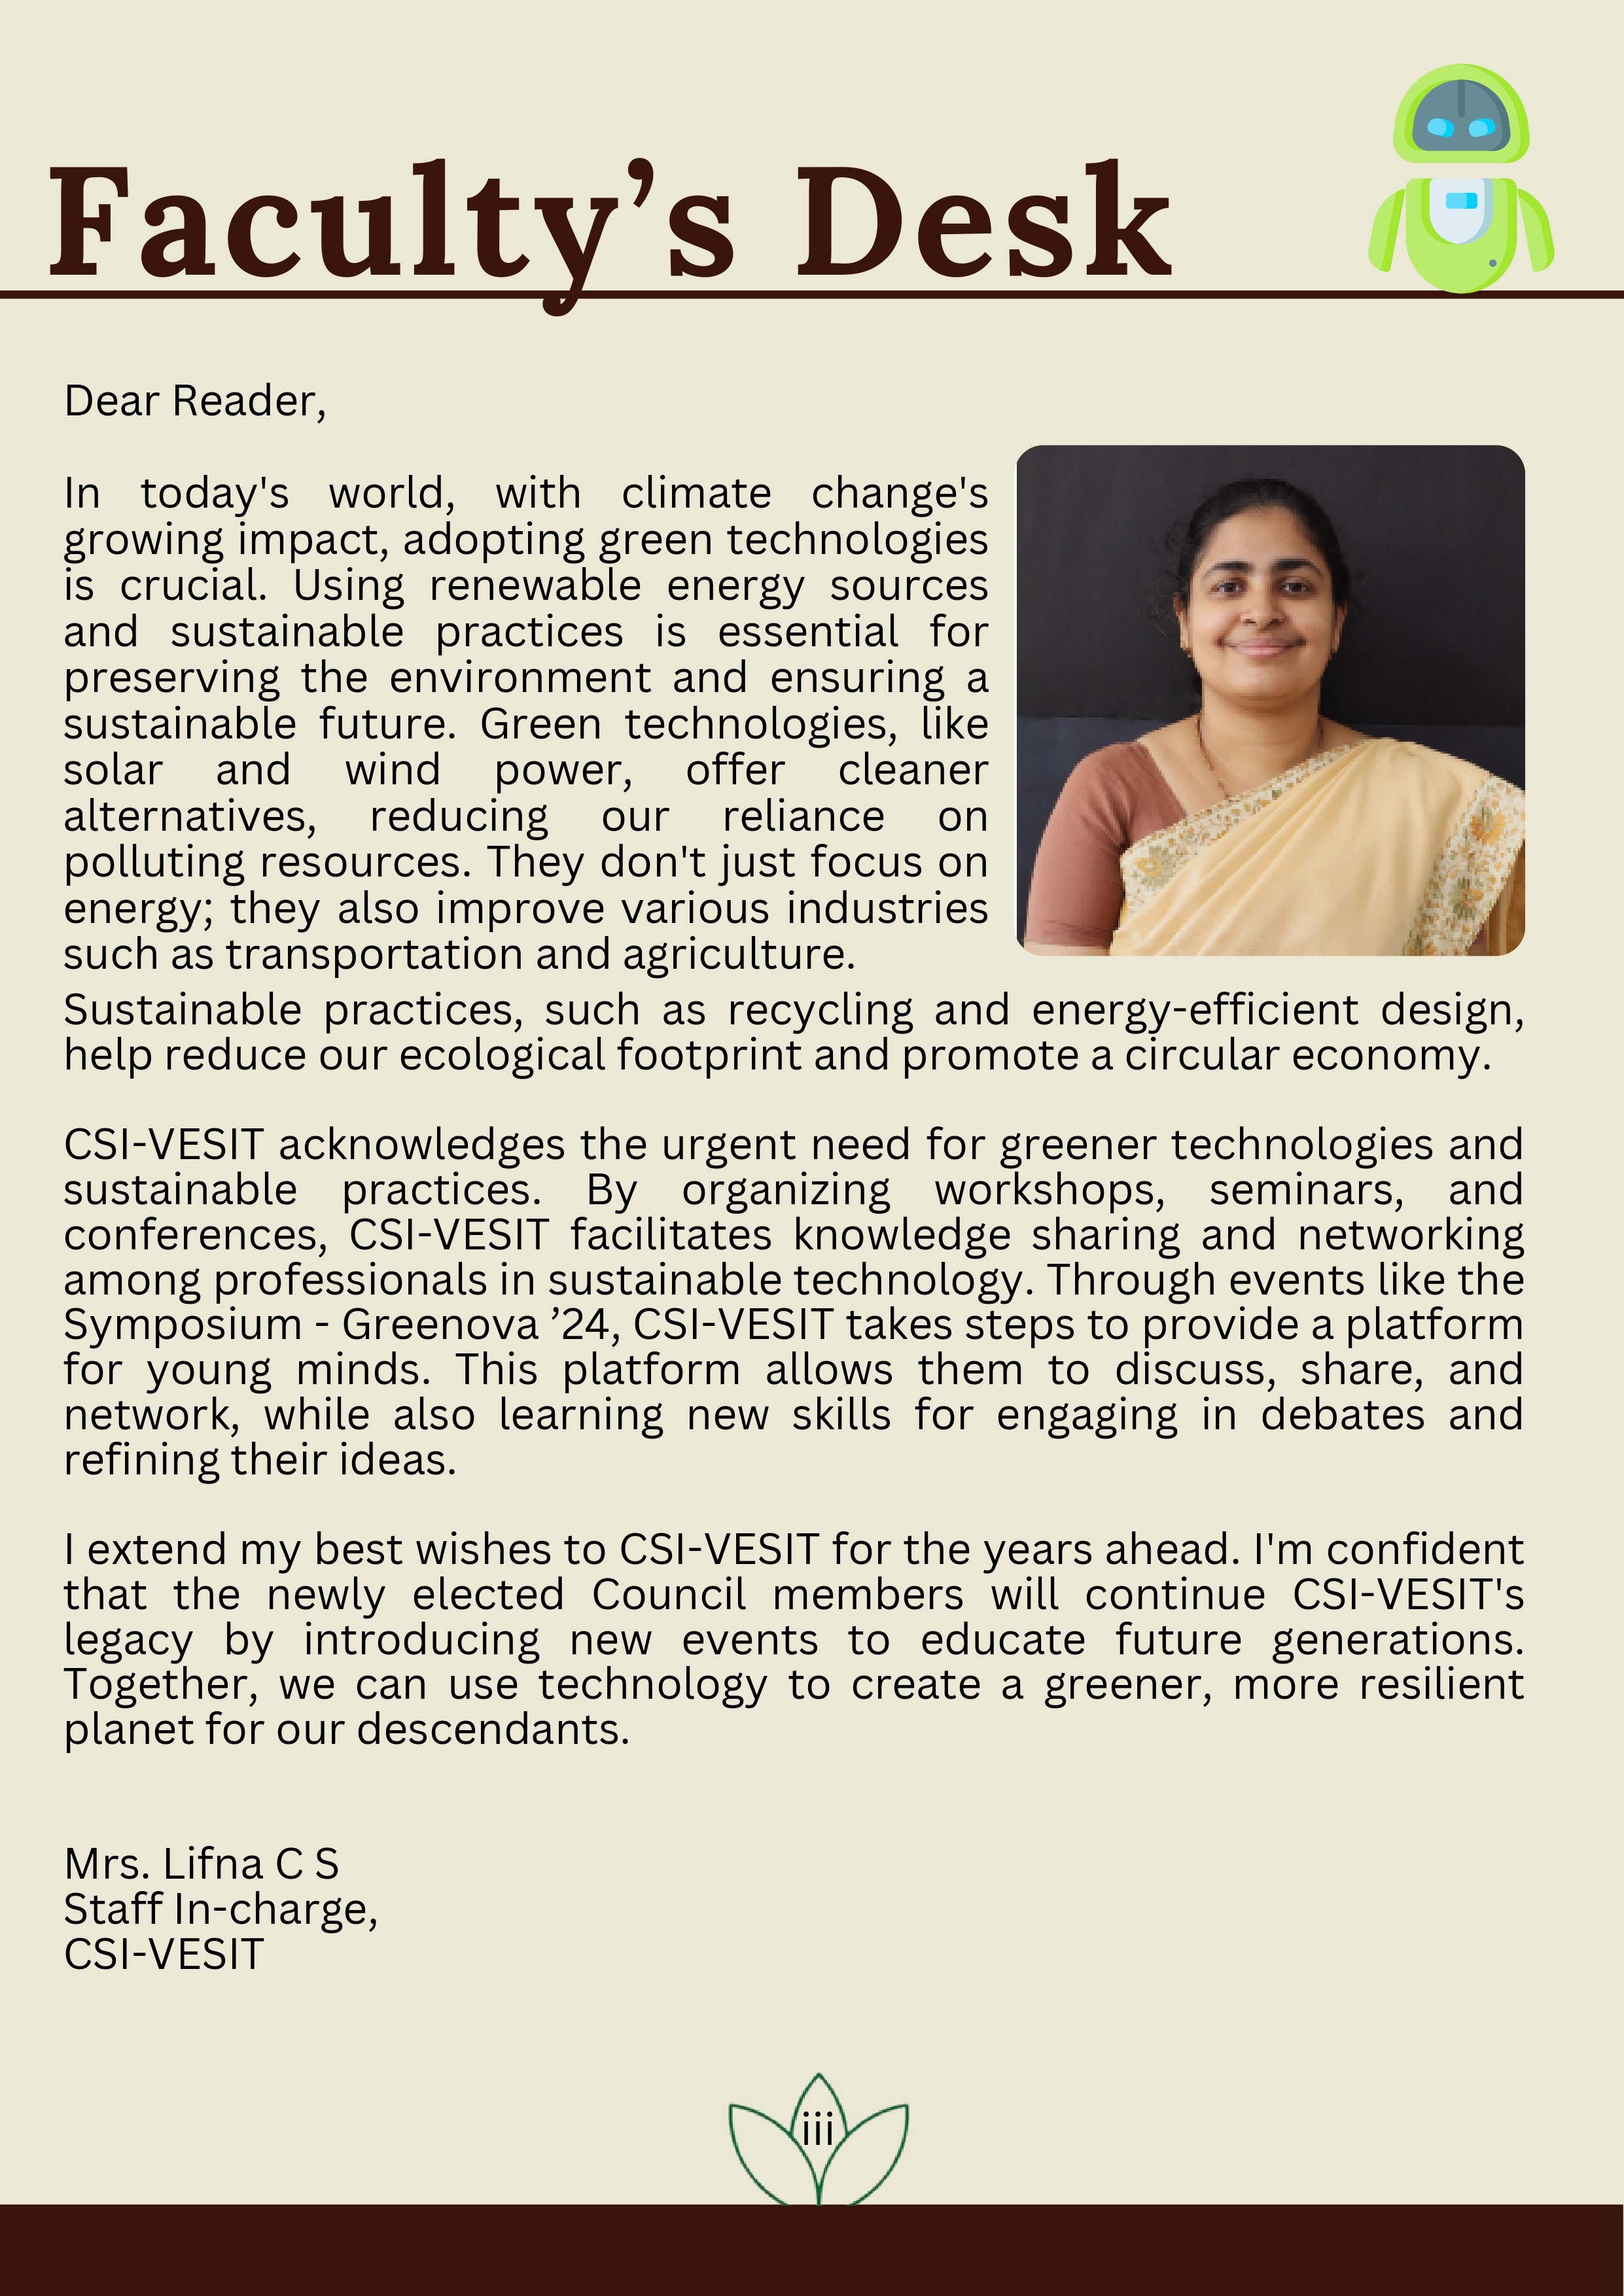 Faculty’s Desk
Dear Reader,
In today's world, with climate change's
growing impact, adopting green technologies
is crucial. Using renewable energy sources
and sustainable practices is essential for
preserving the environment and ensuring a
sustainable future. Green technologies, like
solar and wind power, offer cleaner
alternatives, reducing our reliance on
polluting resources. They don't just focus on
energy; they also improve various industries
such as transportation and agriculture.
Sustainable practices, such as recycling and energy-efficient design,
help reduce our ecological footprint and promote a circular economy.
CSI-VESIT acknowledges the urgent need for greener technologies and
sustainable practices. By organizing workshops, seminars, and
conferences, CSI-VESIT facilitates knowledge sharing and networking
among professionals in sustainable technology. Through events like the
Symposium - Greenova ’24, CSI-VESIT takes steps to provide a platform
for young minds. This platform allows them to discuss, share, and
network, while also learning new skills for engaging in debates and
refining their ideas.
I extend my best wishes to CSI-VESIT for the years ahead. I'm confident
that the newly elected Council members will continue CSI-VESIT's
legacy by introducing new events to educate future generations.
Together, we can use technology to create a greener, more resilient
planet for our descendants.
Mrs. Lifna C S
Staff In-charge,
CSI-VESIT
iii